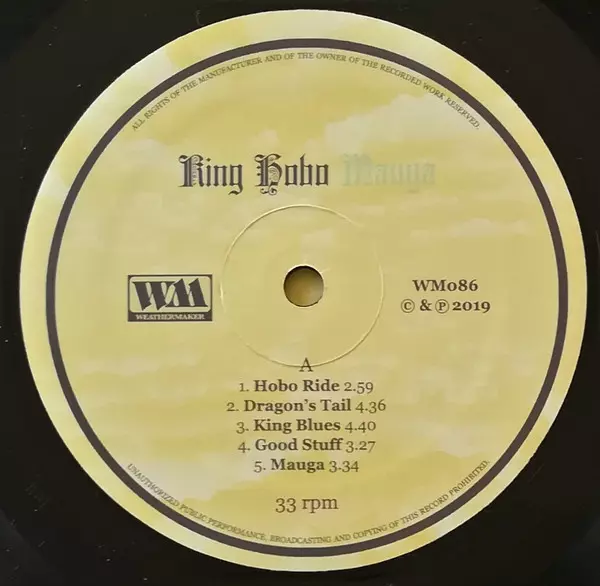 ALL RIGHTS OF THE MANUFACTURER AND OF THE OWNER OF THE RECORDED WORK RESERVED.
King Hobo Mauga
WM
WEATHERMAKER
WM086
© & ℗ 2019
A
1. Hobo Ride 2.59
2. Dragon's Tail 4.36
3. King Blues 4.40
4. Good Stuff 3.27
5. Mauga 3.34
33 rpm
UNAUTHORIZED PUBLIC PERFORMANCE, BROADCASTING AND COPYING OF THIS RECORD PROHIBITED.